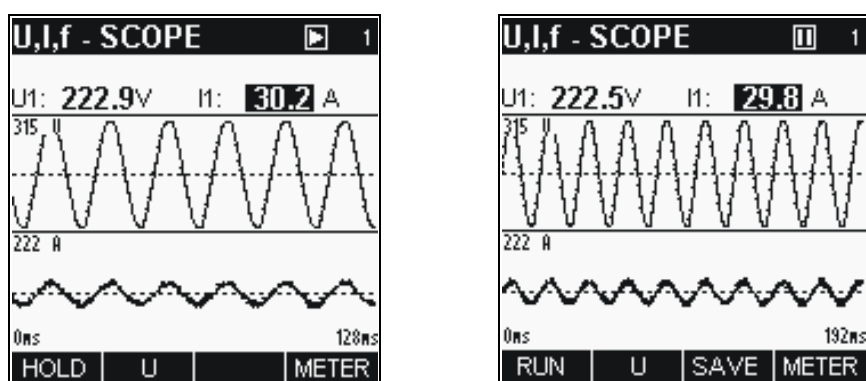 U,I,f - SCOPE 1
U1: 222.9V I1: 30.2 A
315 U
222 A
0ms 128ms
HOLD U METER
U,I,f - SCOPE 1
U1: 222.5V I1: 29.8 A
315 U
222 A
0ms 192ms
RUN U SAVE METER